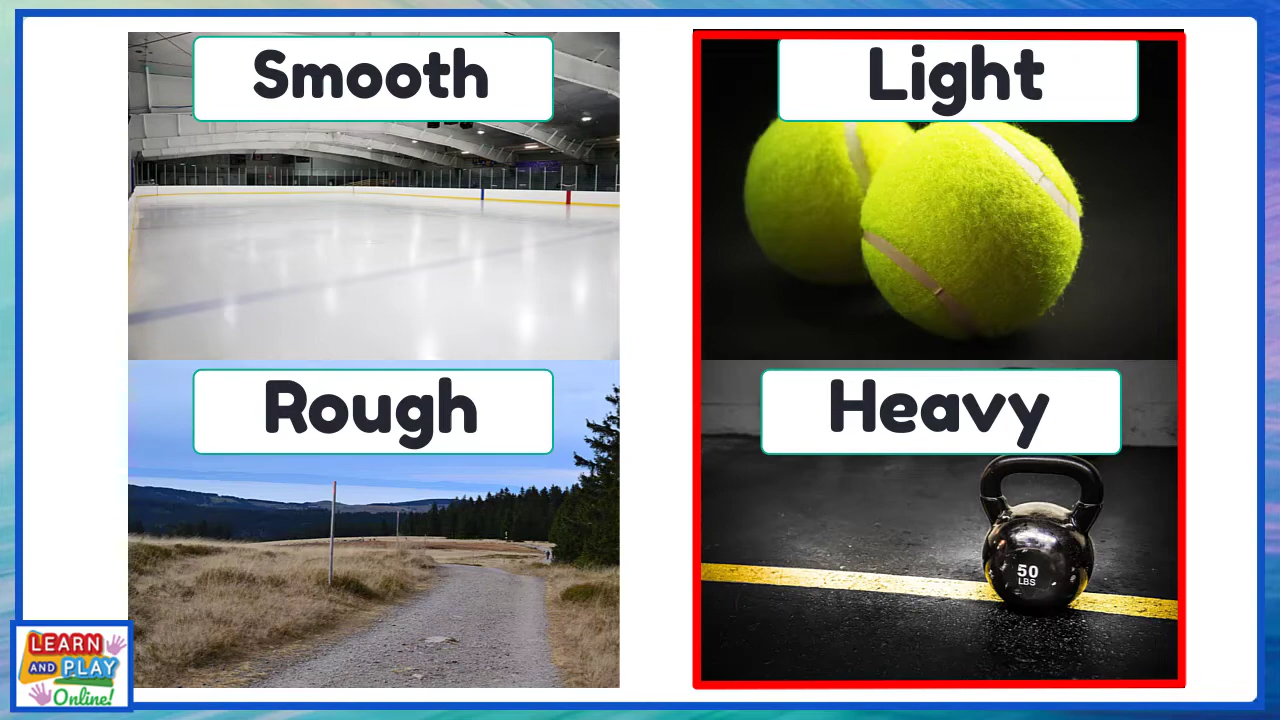 Smooth
Light
Rough
Heavy
50
LBS
LEARN
AND PLAY
Online!